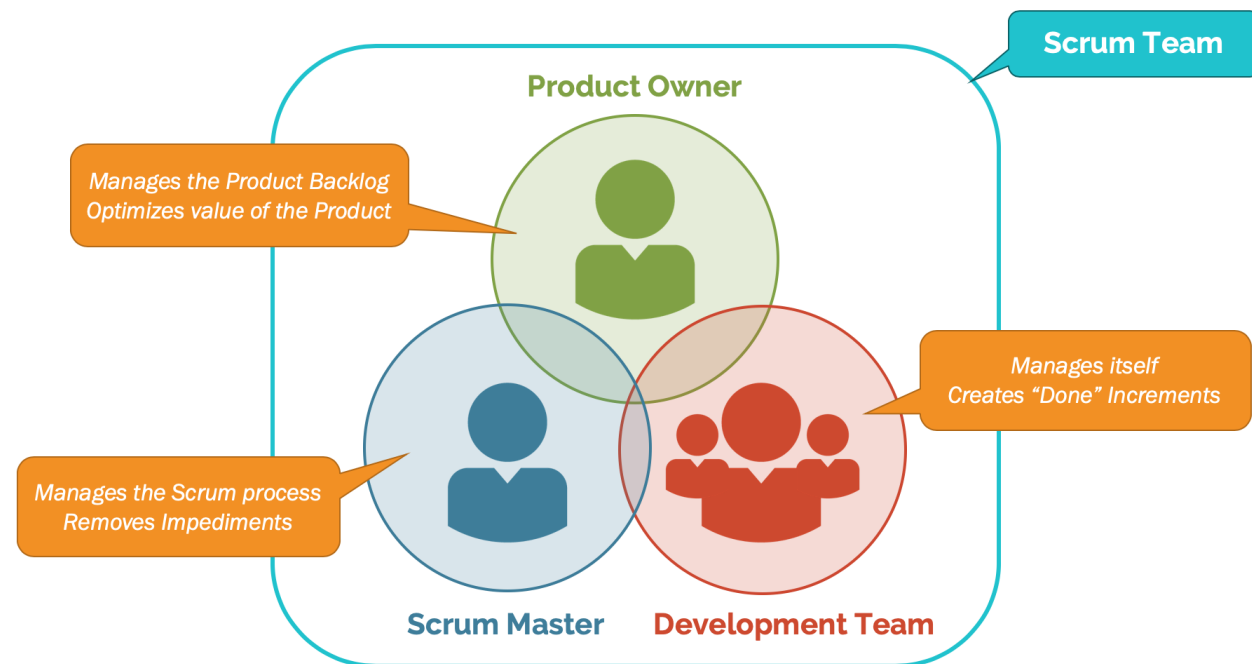 Scrum Team
Product Owner
Manages the Product Backlog
Optimizes value of the Product
Manages itself
Creates “Done” Increments
Manages the Scrum process
Removes Impediments
Scrum Master
Development Team